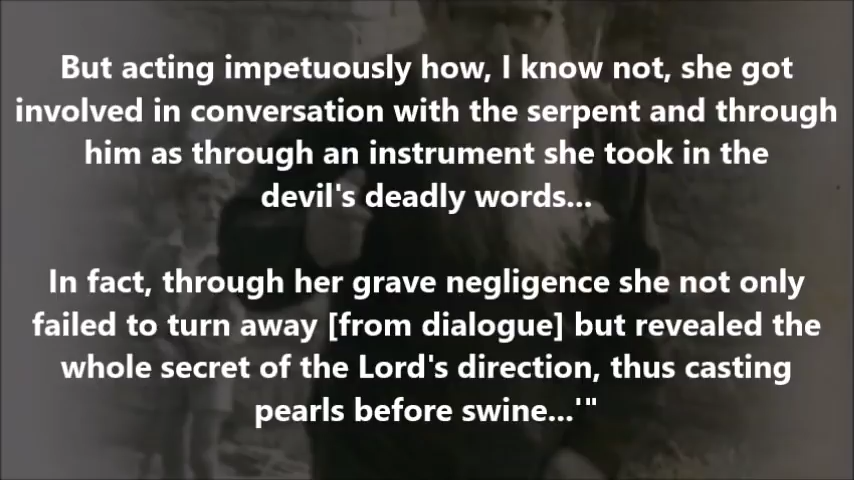 But acting impetuously how, I know not, she got
involved in conversation with the serpent and through
him as through an instrument she took in the
devil's deadly words...
In fact, through her grave negligence she not only
failed to turn away [from dialogue] but revealed the
whole secret of the Lord's direction, thus casting
pearls before swine...'"